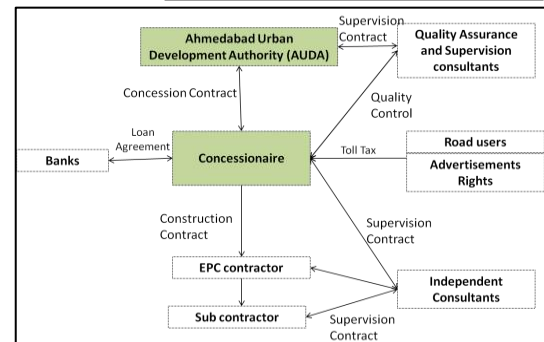 Supervision
Contract
Ahmedabad Urban
Development Authority (AUDA)
Quality Assurance
and Supervision
consultants
Concession Contract
Quality
Control
Loan
Agreement
Banks
Concessionaire
Toll Tax
Road users
Advertisements
Rights
Construction
Contract
Supervision
Contract
EPC contractor
Independent
Consultants
Sub contractor
Supervision
Contract